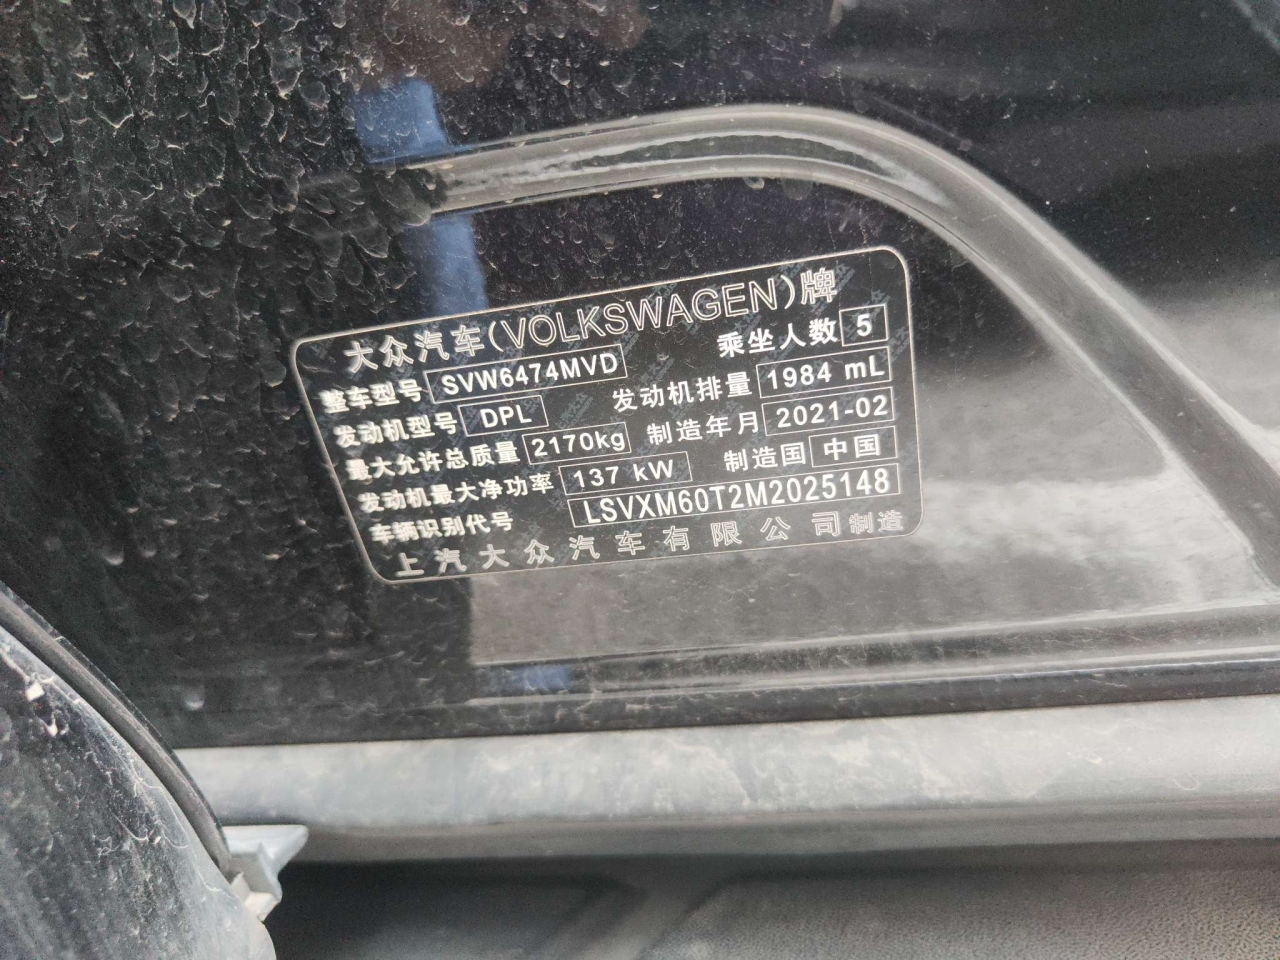 大众汽车(VOLKSWAGEN)牌
整车型号 SVW6474MVD 乘坐人数 5
发动机型号 DPL 发动机排量 1984 mL
最大允许总质量 2170kg 制造年月 2021-02
发动机最大净功率 137 kW 制造国 中国
车辆识别代号 LSVXM60T2M2025148
上汽大众汽车有限公司制造